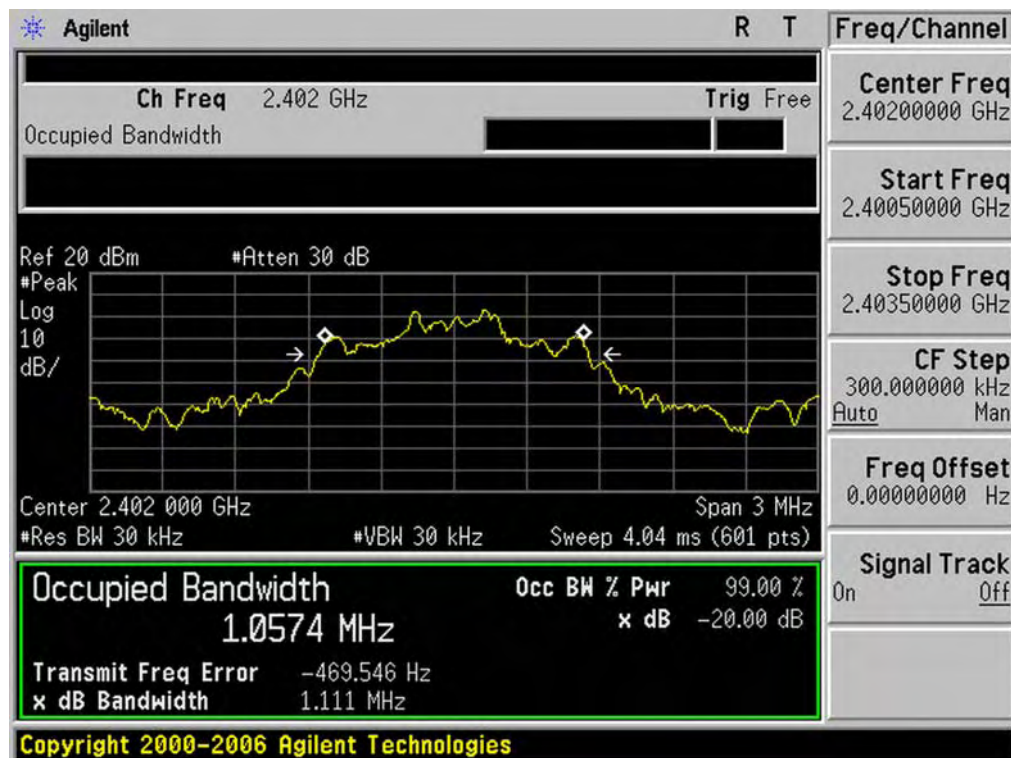 Agilent R T
Ch Freq 2.402 GHz Trig Free
Occupied Bandwidth
Ref 20 dBm #Atten 30 dB
#Peak
Log
10
dB/
Center 2.402 000 GHz Span 3 MHz
#Res BW 30 kHz #VBW 30 kHz Sweep 4.04 ms (601 pts)
Occupied Bandwidth Occ BW % Pwr 99.00 %
1.0574 MHz x dB -20.00 dB
Transmit Freq Error -469.546 Hz
x dB Bandwidth 1.111 MHz
Copyright 2000-2006 Agilent Technologies
Freq/Channel
Center Freq
2.40200000 GHz
Start Freq
2.40050000 GHz
Stop Freq
2.40350000 GHz
CF Step
300.000000 kHz
Auto Man
Freq Offset
0.00000000 Hz
Signal Track
On Off